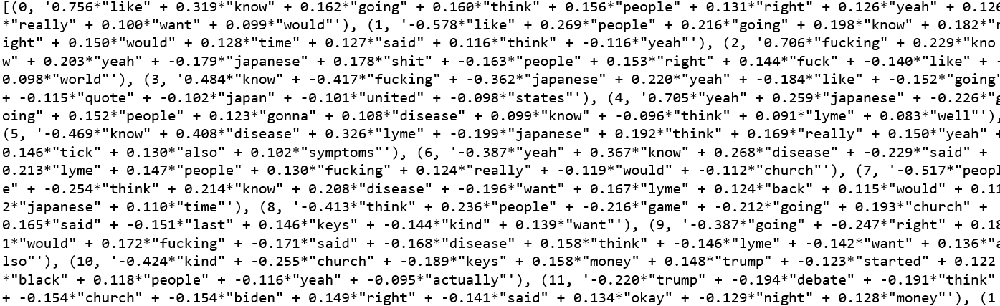 [(0, '0.756*"like" + 0.319*"know" + 0.162*"going" + 0.160*"think" + 0.156*"people" + 0.131*"right" + 0.126*"yeah" + 0.120
*"really" + 0.100*"want" + 0.099*"would"'), (1, '-0.578*"like" + 0.269*"people" + 0.216*"going" + 0.198*"know" + 0.182*"r
ight" + 0.150*"would" + 0.128*"time" + 0.127*"said" + 0.116*"think" + -0.116*"yeah"'), (2, '0.706*"fucking" + 0.229*"kno
w" + 0.203*"yeah" + -0.179*"japanese" + 0.178*"shit" + -0.163*"people" + 0.153*"right" + 0.144*"fuck" + -0.140*"like" + -
0.098*"world"'), (3, '0.484*"know" + -0.417*"fucking" + -0.362*"japanese" + 0.220*"yeah" + -0.184*"like" + -0.152*"going"
+ -0.115*"quote" + -0.102*"japan" + -0.101*"united" + -0.098*"states"'), (4, '0.705*"yeah" + 0.259*"japanese" + -0.226*"g
oing" + 0.152*"people" + 0.123*"gonna" + 0.108*"disease" + 0.099*"know" + -0.096*"think" + 0.091*"lyme" + 0.083*"well"'),
(5, '-0.469*"know" + 0.408*"disease" + 0.326*"lyme" + -0.199*"japanese" + 0.192*"think" + 0.169*"really" + 0.150*"yeah" +
0.146*"tick" + 0.130*"also" + 0.102*"symptoms"'), (6, '-0.387*"yeah" + 0.367*"know" + 0.268*"disease" + -0.229*"said" +
0.213*"lyme" + 0.147*"people" + 0.130*"fucking" + 0.124*"really" + -0.119*"would" + -0.112*"church"'), (7, '-0.517*"peopl
e" + -0.254*"think" + 0.214*"know" + 0.208*"disease" + -0.196*"want" + 0.167*"lyme" + 0.124*"back" + 0.115*"would" + 0.11
2*"japanese" + 0.110*"time"'), (8, '-0.413*"think" + 0.236*"people" + -0.216*"game" + -0.212*"going" + 0.193*"church" +
0.165*"said" + -0.151*"last" + 0.146*"keys" + -0.144*"kind" + 0.139*"want"'), (9, '-0.387*"going" + -0.247*"right" + 0.18
1*"would" + 0.172*"fucking" + -0.171*"said" + -0.168*"disease" + 0.158*"think" + -0.146*"lyme" + -0.142*"want" + 0.136*"a
lso"'), (10, '-0.424*"kind" + -0.255*"church" + -0.189*"keys" + 0.158*"money" + 0.148*"trump" + -0.123*"started" + 0.122
*"black" + 0.118*"people" + -0.116*"yeah" + -0.095*"actually"'), (11, '-0.220*"trump" + -0.194*"debate" + -0.191*"think"
+ -0.154*"church" + -0.154*"biden" + 0.149*"right" + -0.141*"said" + 0.134*"okay" + -0.129*"night" + 0.128*"money"'), (1